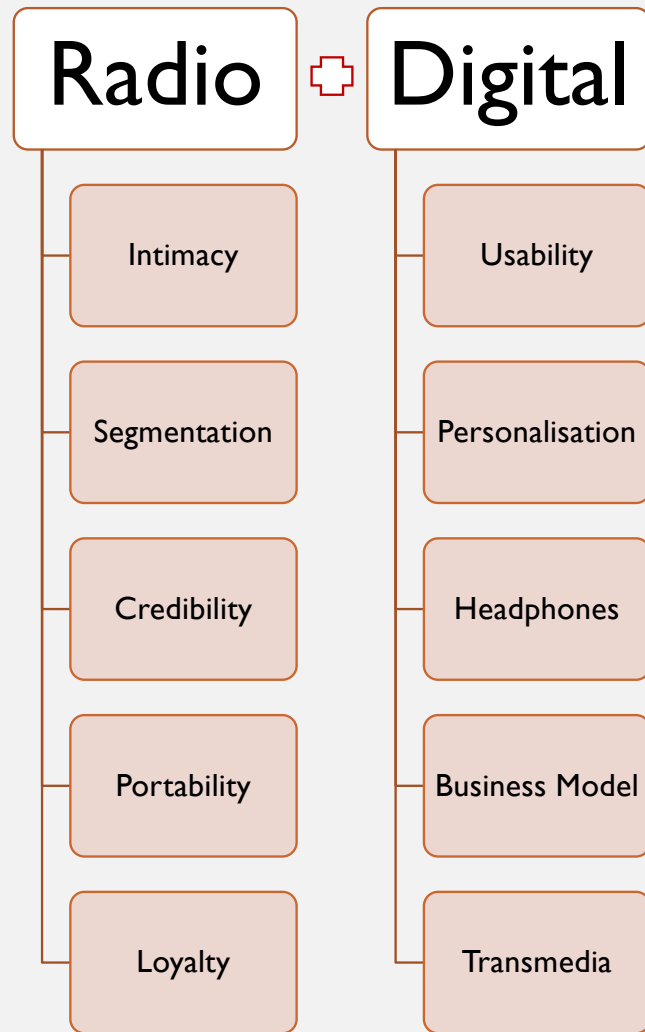 Radio
Intimacy
Segmentation
Credibility
Portability
Loyalty
Digital
Usability
Personalisation
Headphones
Business Model
Transmedia